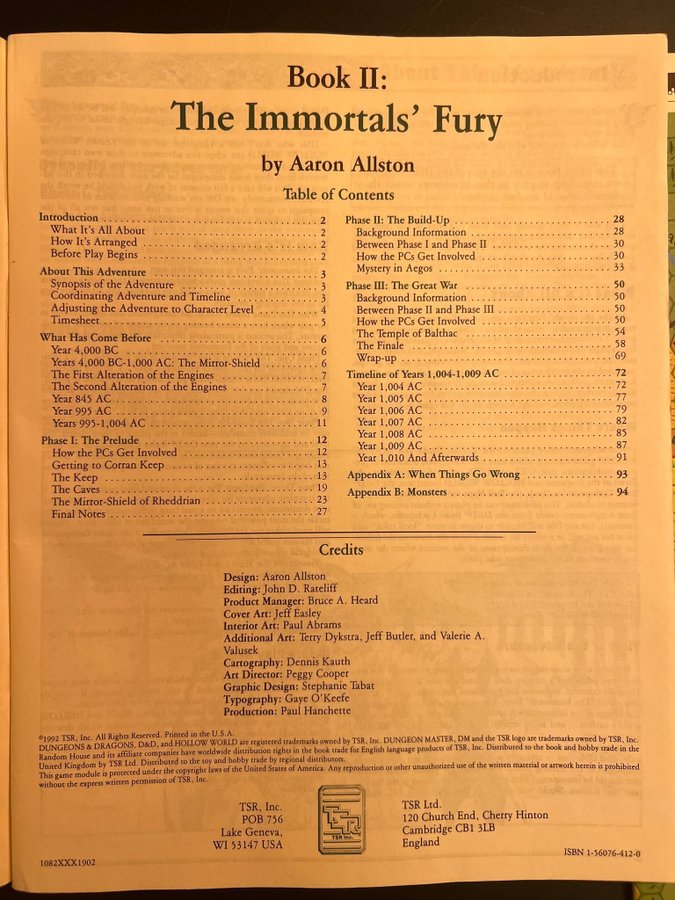 Book II:
The Immortals' Fury
by Aaron Allston
Table of Contents
Introduction . . . . . . . . . . 2
What It's All About . . . . . . . . . . 2
How It's Arranged . . . . . . . . . . 2
Before Play Begins . . . . . . . . . . 2
About This Adventure . . . . . . . . . . 3
Synopsis of the Adventure . . . . . . . . . . 3
Coordinating Adventure and Timeline . . . . . . . . . . 3
Adjusting the Adventure to Character Level . . . . . . . . . . 4
Timesheet . . . . . . . . . . 5
What Has Come Before . . . . . . . . . . 6
Year 4,000 BC . . . . . . . . . . 6
Years 4,000 BC-1,000 AC: The Mirror-Shield . . . . . . . . . . 6
The First Alteration of the Engines . . . . . . . . . . 7
The Second Alteration of the Engines . . . . . . . . . . 7
Year 845 AC . . . . . . . . . . 8
Year 995 AC . . . . . . . . . . 9
Years 995-1,004 AC . . . . . . . . . . 11
Phase I: The Prelude . . . . . . . . . . 12
How the PCs Get Involved . . . . . . . . . . 12
Getting to Corran Keep . . . . . . . . . . 13
The Keep . . . . . . . . . . 13
The Caves . . . . . . . . . . 19
The Mirror-Shield of Rheddrian . . . . . . . . . . 23
Final Notes . . . . . . . . . . 27
Phase II: The Build-Up . . . . . . . . . . 28
Background Information . . . . . . . . . . 28
Between Phase I and Phase II . . . . . . . . . . 30
How the PCs Get Involved . . . . . . . . . . 30
Mystery in Aegos . . . . . . . . . . 33
Phase III: The Great War . . . . . . . . . . 50
Background Information . . . . . . . . . . 50
Between Phase II and Phase III . . . . . . . . . . 50
How the PCs Get Involved . . . . . . . . . . 50
The Temple of Balthac . . . . . . . . . . 54
The Finale . . . . . . . . . . 58
Wrap-up . . . . . . . . . . 69
Timeline of Years 1,004-1,009 AC . . . . . . . . . . 72
Year 1,004 AC . . . . . . . . . . 72
Year 1,005 AC . . . . . . . . . . 77
Year 1,006 AC . . . . . . . . . . 79
Year 1,007 AC . . . . . . . . . . 82
Year 1,008 AC . . . . . . . . . . 85
Year 1,009 AC . . . . . . . . . . 87
Year 1,010 And Afterwards . . . . . . . . . . 91
Appendix A: When Things Go Wrong . . . . . . . . . . 93
Appendix B: Monsters . . . . . . . . . . 94
Credits
Design: Aaron Allston
Editing: John D. Rateliff
Product Manager: Bruce A. Heard
Cover Art: Jeff Easley
Interior Art: Paul Abrams
Additional Art: Terry Dykstra, Jeff Butler, and Valerie A.
Valusek
Cartography: Dennis Kauth
Art Director: Peggy Cooper
Graphic Design: Stephanie Tabat
Typography: Gaye O'Keefe
Production: Paul Hanchette
©1992 TSR, Inc. All Rights Reserved. Printed in the U.S.A.
DUNGEONS & DRAGONS, D&D, and HOLLOW WORLD are registered trademarks owned by TSR, Inc. DUNGEON MASTER, DM and the TSR logo are trademarks owned by TSR, Inc.
Random House and its affiliate companies have worldwide distribution rights in the book trade for English language products of TSR, Inc. Distributed to the book and hobby trade in the
United Kingdom by TSR Ltd. Distributed to the toy and hobby trade by regional distributors.
This game module is protected under the copyright laws of the United States of America. Any reproduction or other unauthorized use of the written material or artwork herein is prohibited
without the express written permission of TSR, Inc.
TSR, Inc.
POB 756
Lake Geneva,
WI 53147 USA
TSR
TSR Inc.
TSR Ltd.
120 Church End, Cherry Hinton
Cambridge CB1 3LB
England
1082XXX1902
ISBN 1-56076-412-0